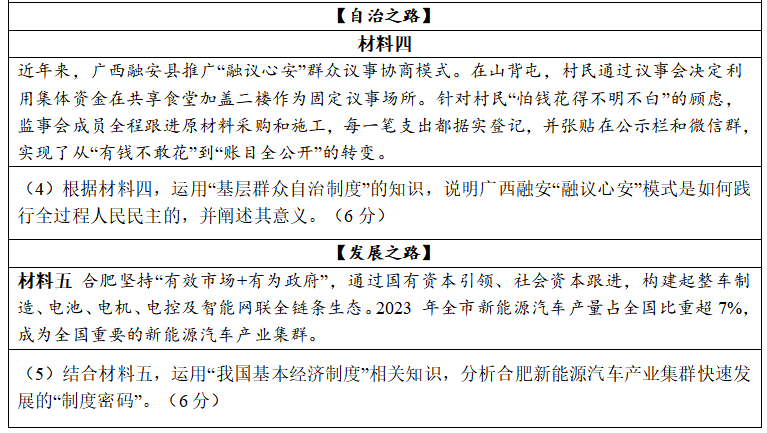 【自治之路】
材料四
近年来，广西融安县推广“融议心安”群众议事协商模式。在山背屯，村民通过议事会决定利
用集体资金在共享食堂加盖二楼作为固定议事场所。针对村民“怕钱花得不明不白”的顾虑，
监事会成员全程跟进原材料采购和施工，每一笔支出都据实登记，并张贴在公示栏和微信群，
实现了从“有钱不敢花”到“账目全公开”的转变。
（4）根据材料四，运用“基层群众自治制度”的知识，说明广西融安“融议心安”模式是如何践
行全过程人民民主的，并阐述其意义。（6 分）
【发展之路】
材料五 合肥坚持“有效市场+有为政府”，通过国有资本引领、社会资本跟进，构建起整车制
造、电池、电机、电控及智能网联全链条生态。2023 年全市新能源汽车产量占全国比重超 7%，
成为全国重要的新能源汽车产业集群。
（5）结合材料五，运用“我国基本经济制度”相关知识，分析合肥新能源汽车产业集群快速发
展的“制度密码”。（6 分）